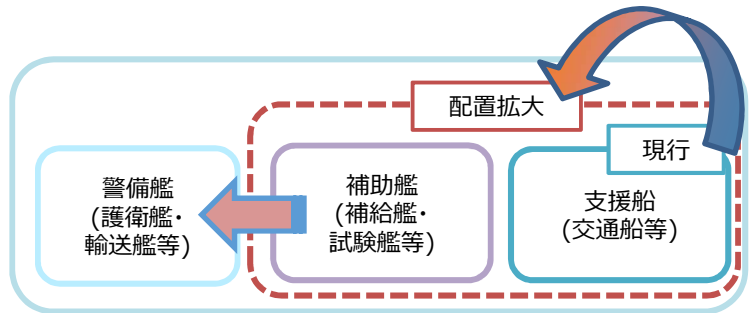 配置拡大
現行
警備艦
(護衛艦・
輸送艦等)
補助艦
(補給艦・
試験艦等)
支援船
(交通船等)